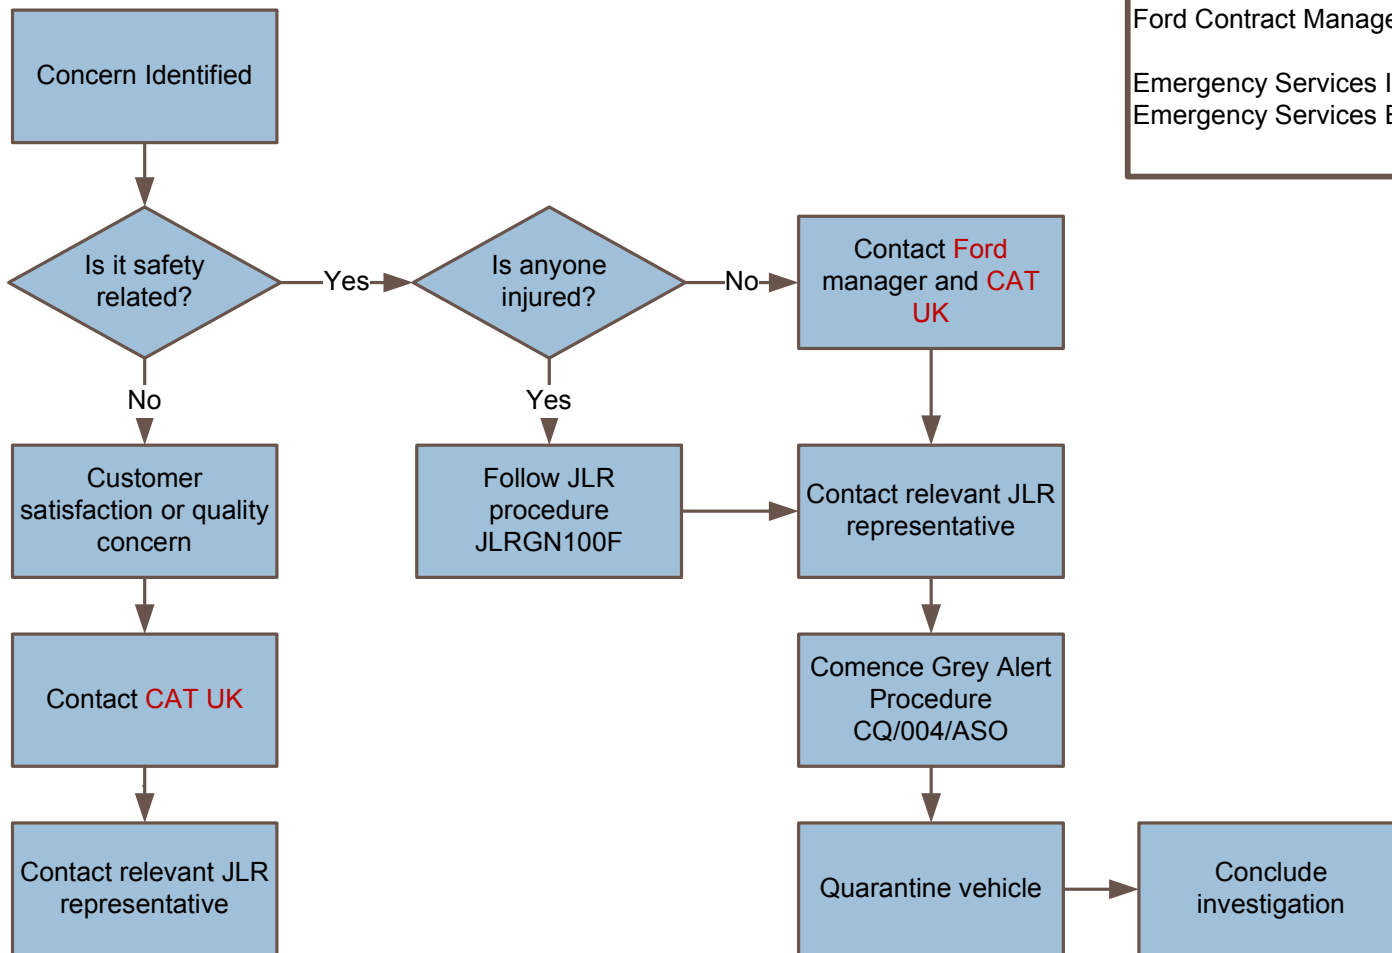 Ford Contract
Emergency Services
Emergency Services
Concern Identified
Is it safety
related?
Yes
Is anyone
injured?
No
Contact Ford
manager and CAT
UK
No
Yes
Customer
satisfaction or quality
concern
Follow JLR
procedure
JLRGN100F
Contact relevant JLR
representative
Contact CAT UK
Comence Grey Alert
Procedure
CQ/004/ASO
Contact relevant JLR
representative
Quarantine vehicle
Conclude
investigation